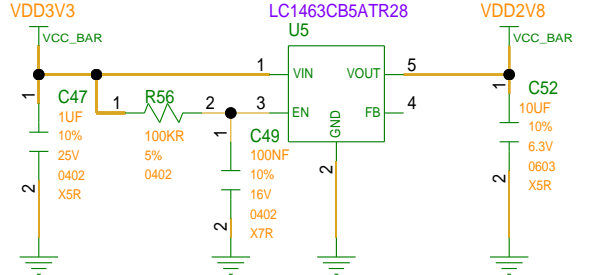 VDD3V3
LC1463CB5ATR28
VDD2V8
VCC_BAR
U5
VCC_BAR
1
VIN
VOUT
5
1
C47
1UF
10%
25V
0402
X5R
2
1
R56
2
100KR
5%
0402
3
EN
GND
FB
4
2
1
C49
100NF
10%
16V
0402
X7R
2
1
C52
10UF
10%
6.3V
0603
X5R
2